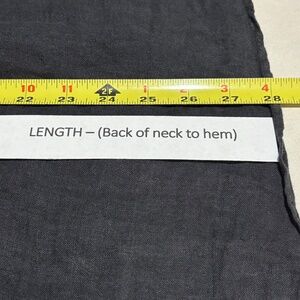 10 11 2F 1 2 3 4
22 23 24 25 26 27 28
LENGTH – (Back of neck to hem)